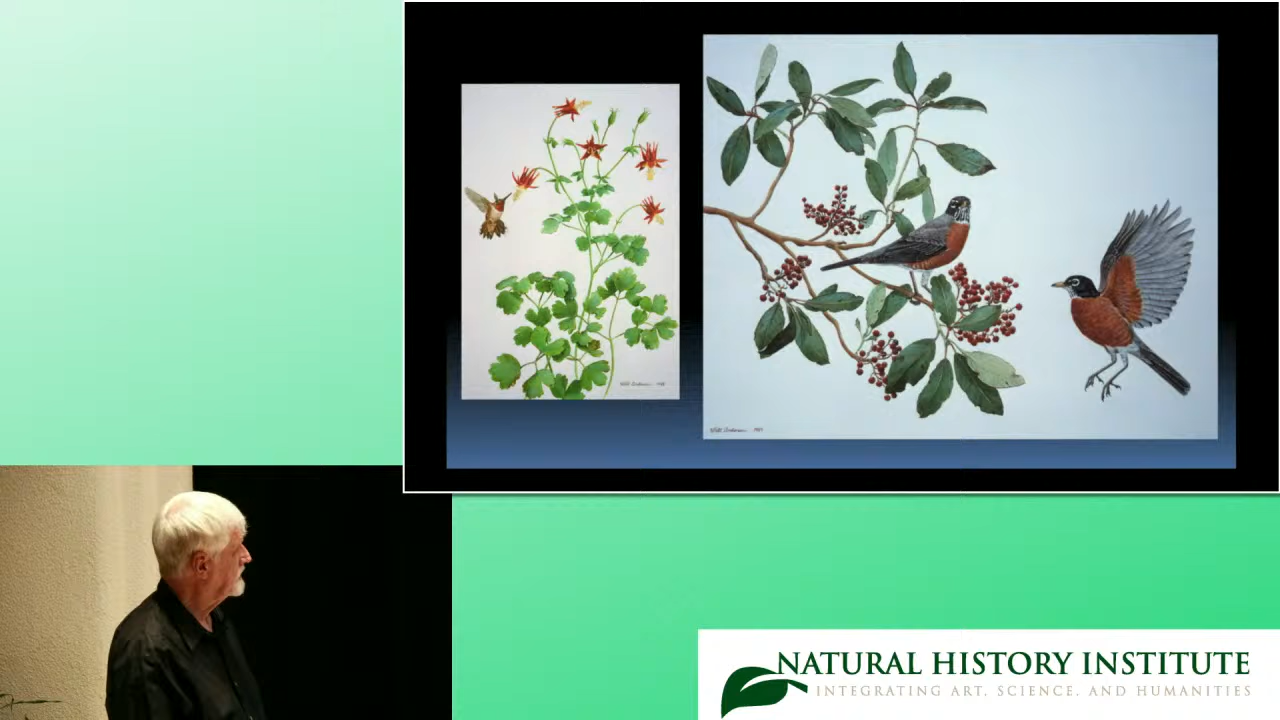 NATURAL HISTORY INSTITUTE
INTEGRATING ART, SCIENCE, AND HUMANITIES